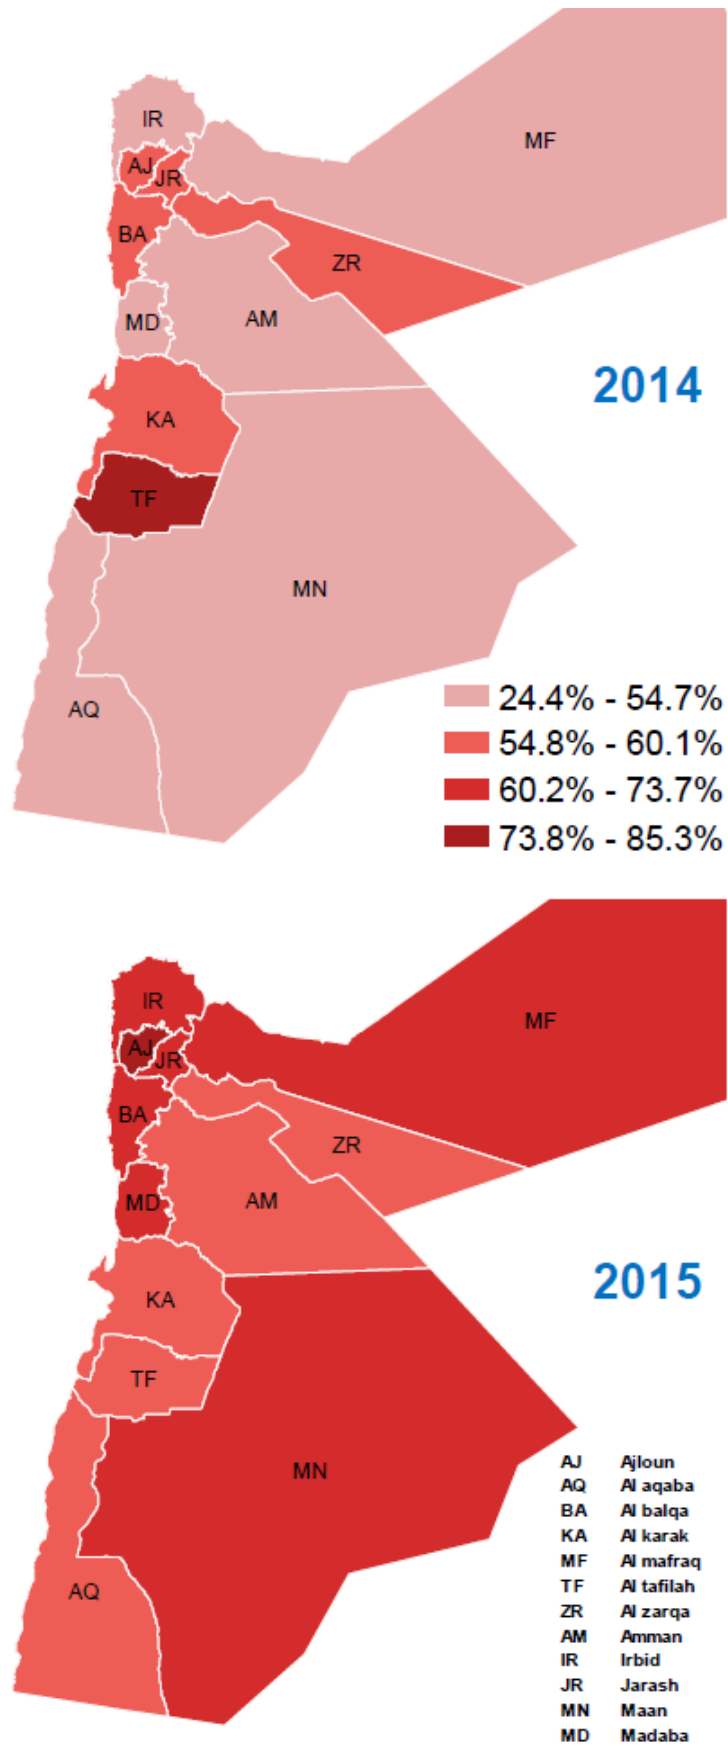 IR
MF
AJ
JR
BA
ZR
AM
MD
2014
KA
TF
MN
AQ
24.4% - 54.7%
54.8% - 60.1%
60.2% - 73.7%
73.8% - 85.3%
IR
MF
AJ
JR
BA
ZR
MD
AM
2015
KA
TF
MN
AQ
AJ Ajloun
AQ Al aqaba
BA Al balqa
KA Al karak
MF Al mafraq
TF Al tafilah
ZR Al zarqa
AM Amman
IR Irbid
JR Jarash
MN Maan
MD Madaba